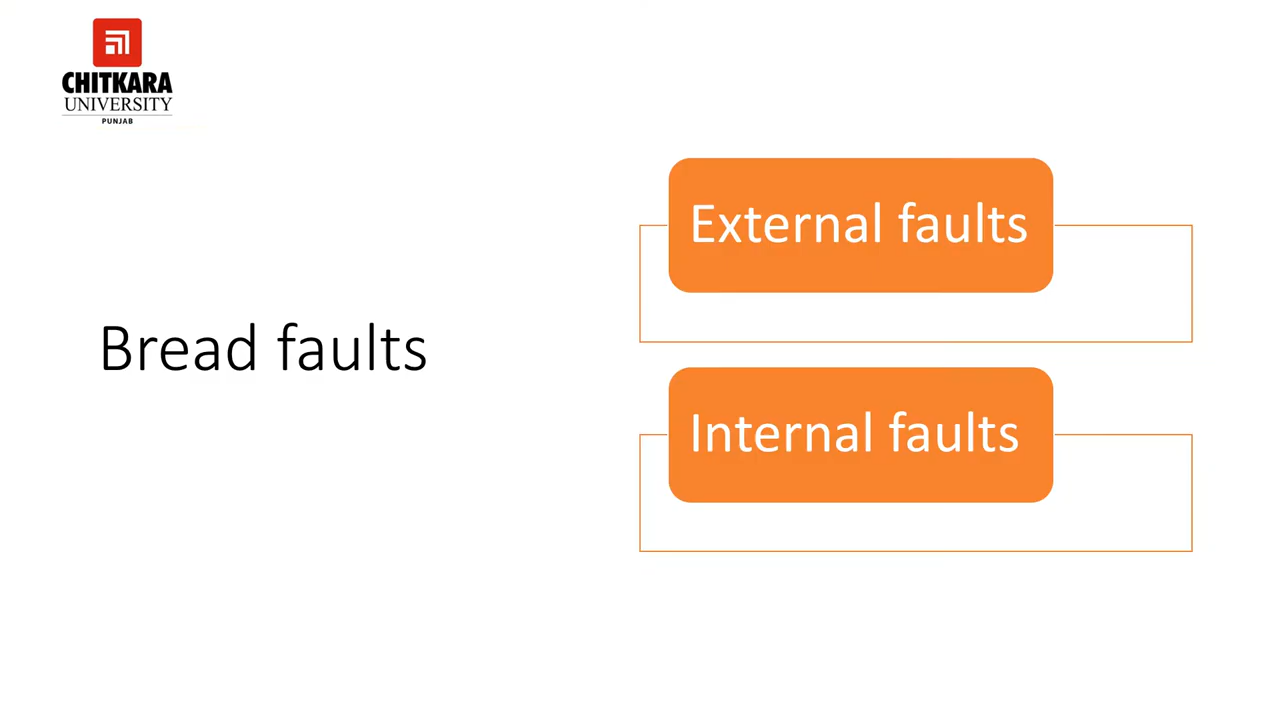 CHITKARA
UNIVERSITY
PUNJAB
Bread faults
External faults
Internal faults